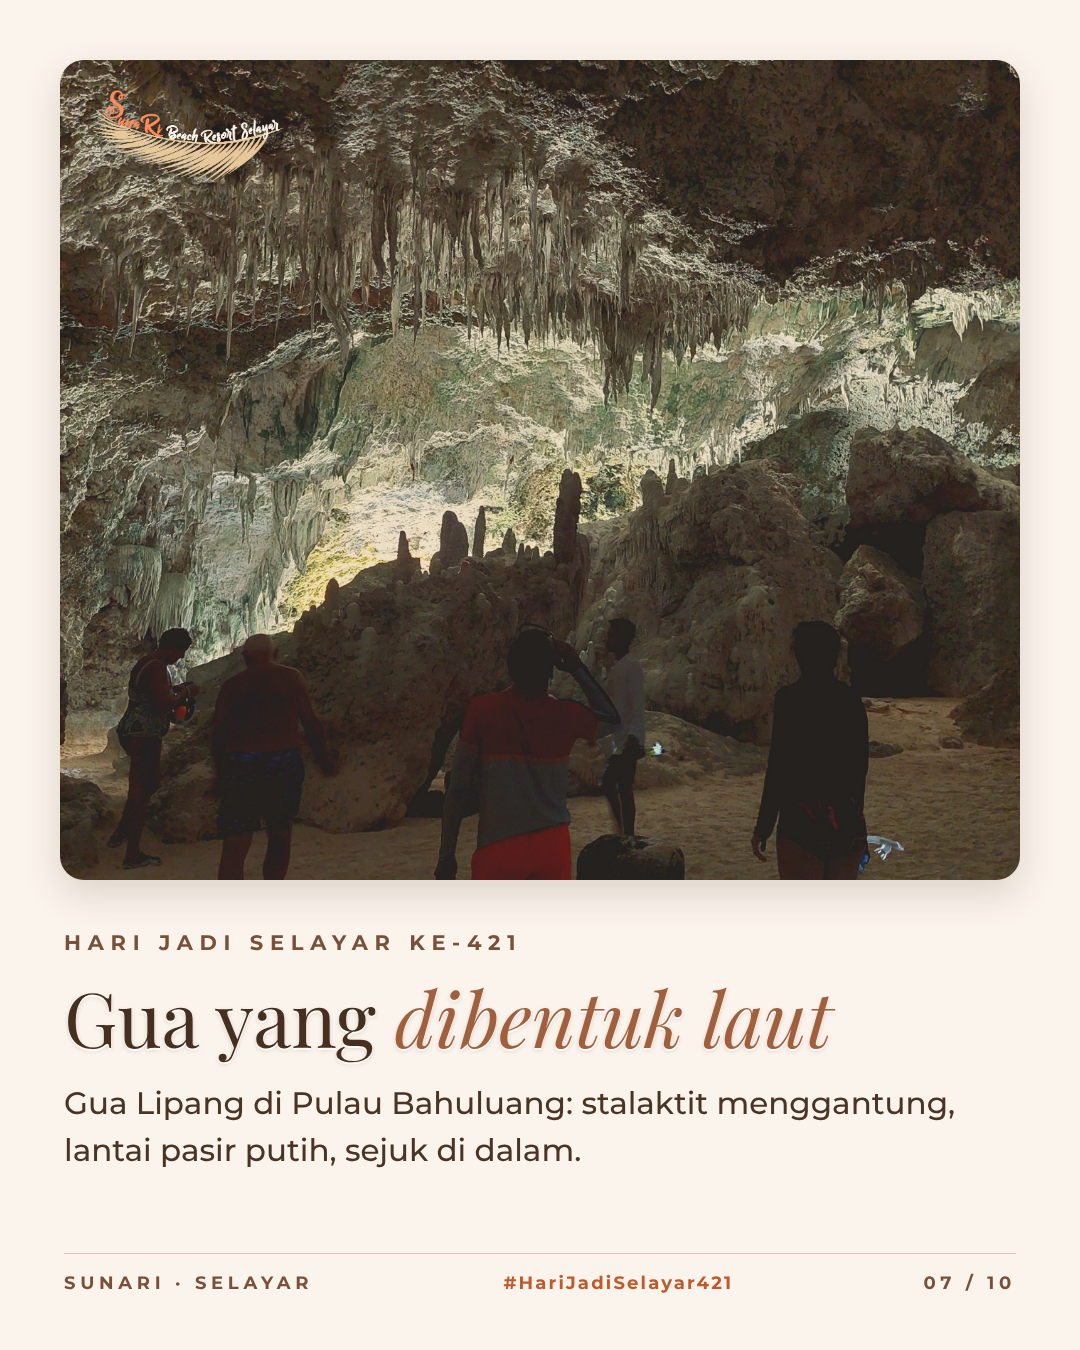 SunaRi Beach Resort Selayar
HARI JADI SELAYAR KE-421
Gua yang dibentuk laut
Gua Lipang di Pulau Bahuluang: stalaktit menggantung,
lantai pasir putih, sejuk di dalam.
SUNARI · SELAYAR
#HariJadiSelayar421
07 / 10